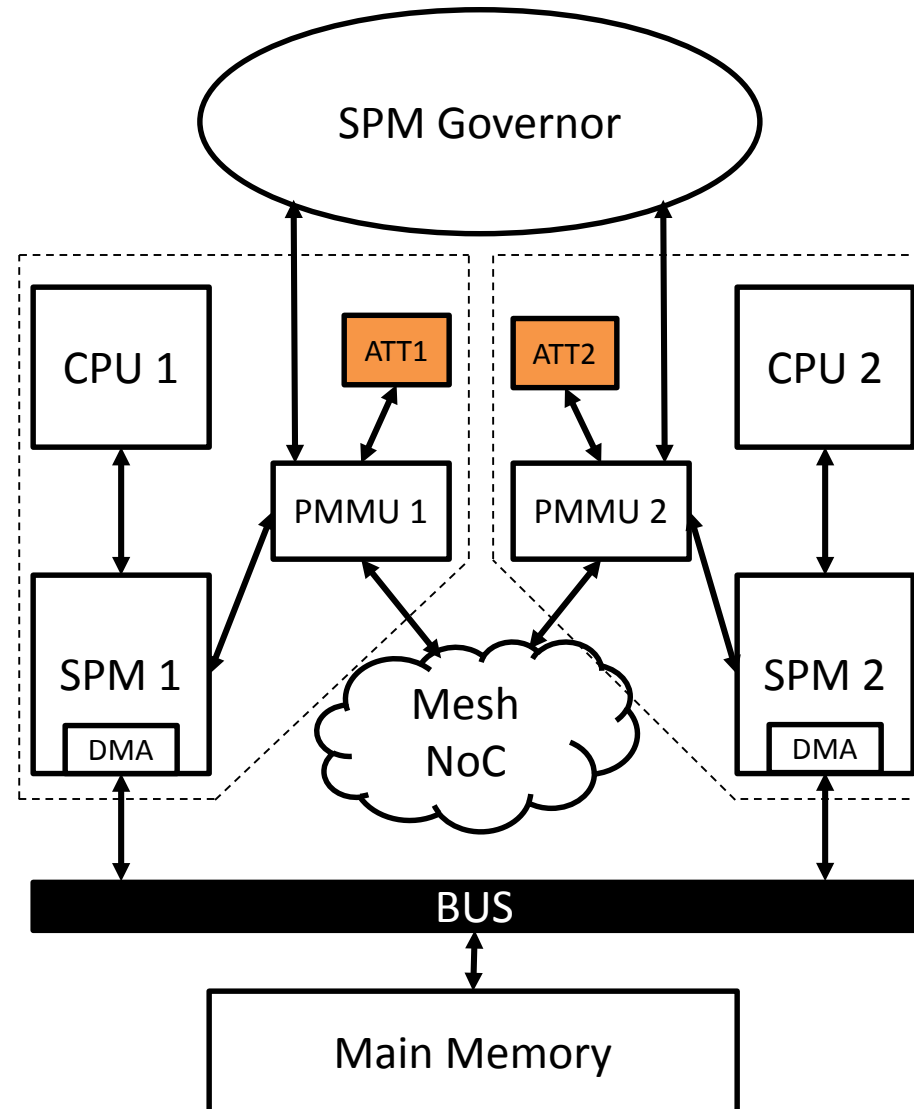 SPM Governor
CPU 1
ATT1
ATT2
CPU 2
PMMU 1
PMMU 2
SPM 1
DMA
Mesh
NoC
SPM 2
DMA
BUS
Main Memory